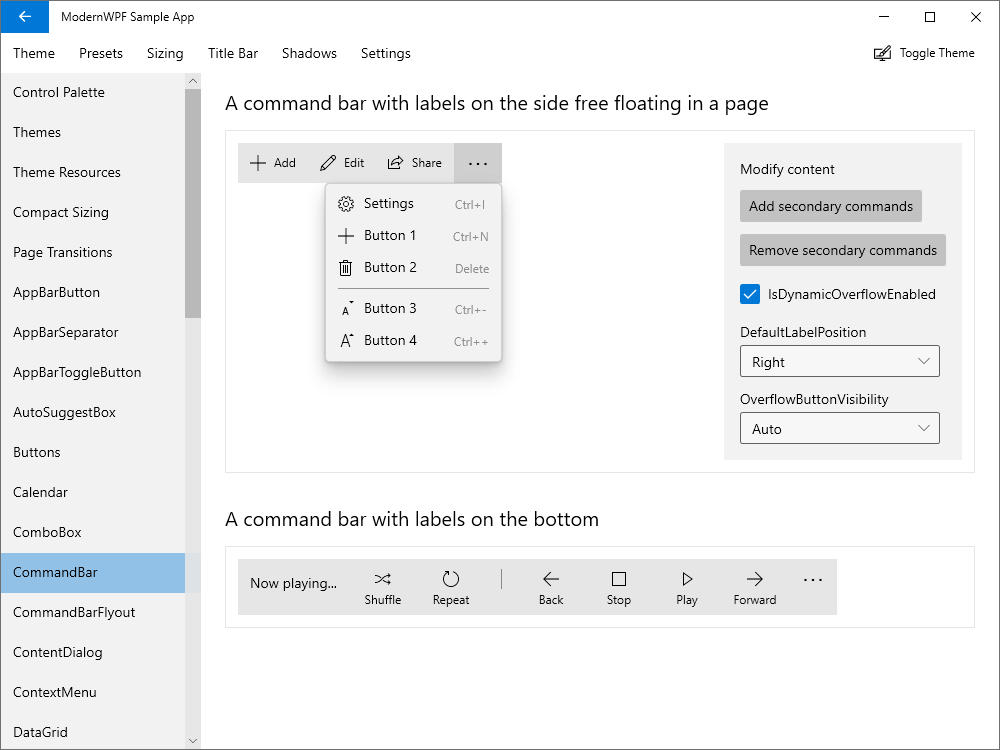 ModernWPF Sample App
Theme Presets Sizing Title Bar Shadows Settings Toggle Theme
Control Palette
Themes
Theme Resources
Compact Sizing
Page Transitions
AppBarButton
AppBarSeparator
AppBarToggleButton
AutoSuggestBox
Buttons
Calendar
ComboBox
CommandBar
CommandBarFlyout
ContentDialog
ContextMenu
DataGrid
A command bar with labels on the side free floating in a page
Add Edit Share
Settings Ctrl+I
Button 1 Ctrl+N
Button 2 Delete
Button 3 Ctrl+-
Button 4 Ctrl++
Modify content
Add secondary commands
Remove secondary commands
IsDynamicOverflowEnabled
DefaultLabelPosition
Right
OverflowButtonVisibility
Auto
A command bar with labels on the bottom
Now playing...
Shuffle Repeat Back Stop Play Forward